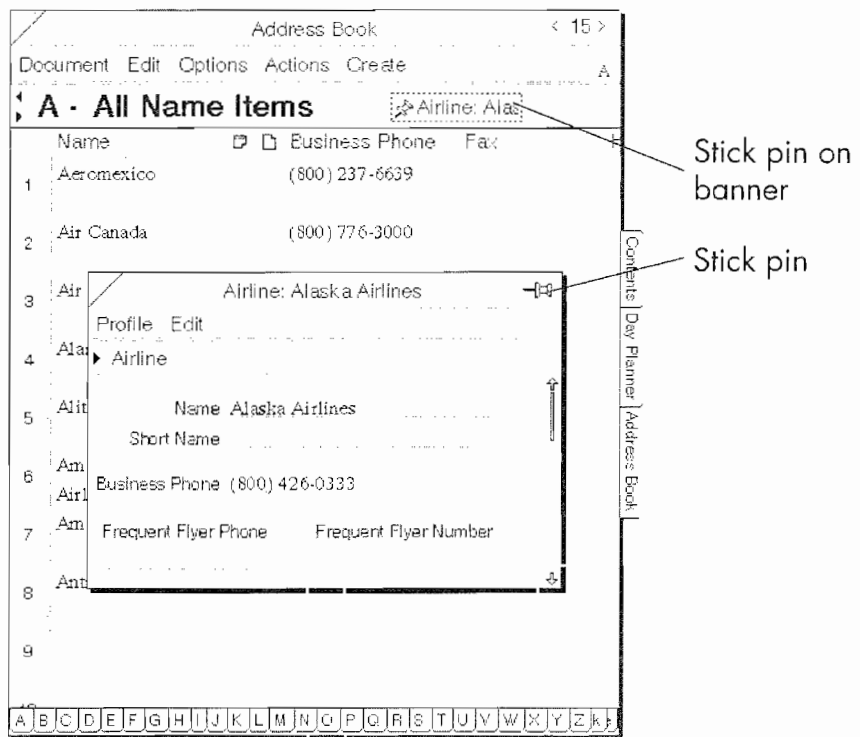 Address Book
< 15 >
Document Edit Options Actions Create
A
A - All Name Items
Airline: Alas
Name Business Phone Fax
1 Aeromexico (800) 237-6639
2 Air Canada (800) 776-3000
3 Air
4 Alas
5 Alit
6 Am
Airl
7 Am
8 Ant
9
Airline: Alaska Airlines
Profile Edit
Airline
Name Alaska Airlines
Short Name
Business Phone (800) 426-0333
Frequent Flyer Phone Frequent Flyer Number
A B C D E F G H I J K L M N O P Q R S T U V W X Y Z k
Contents
Day Planner
Address Book
Stick pin on
banner
Stick pin